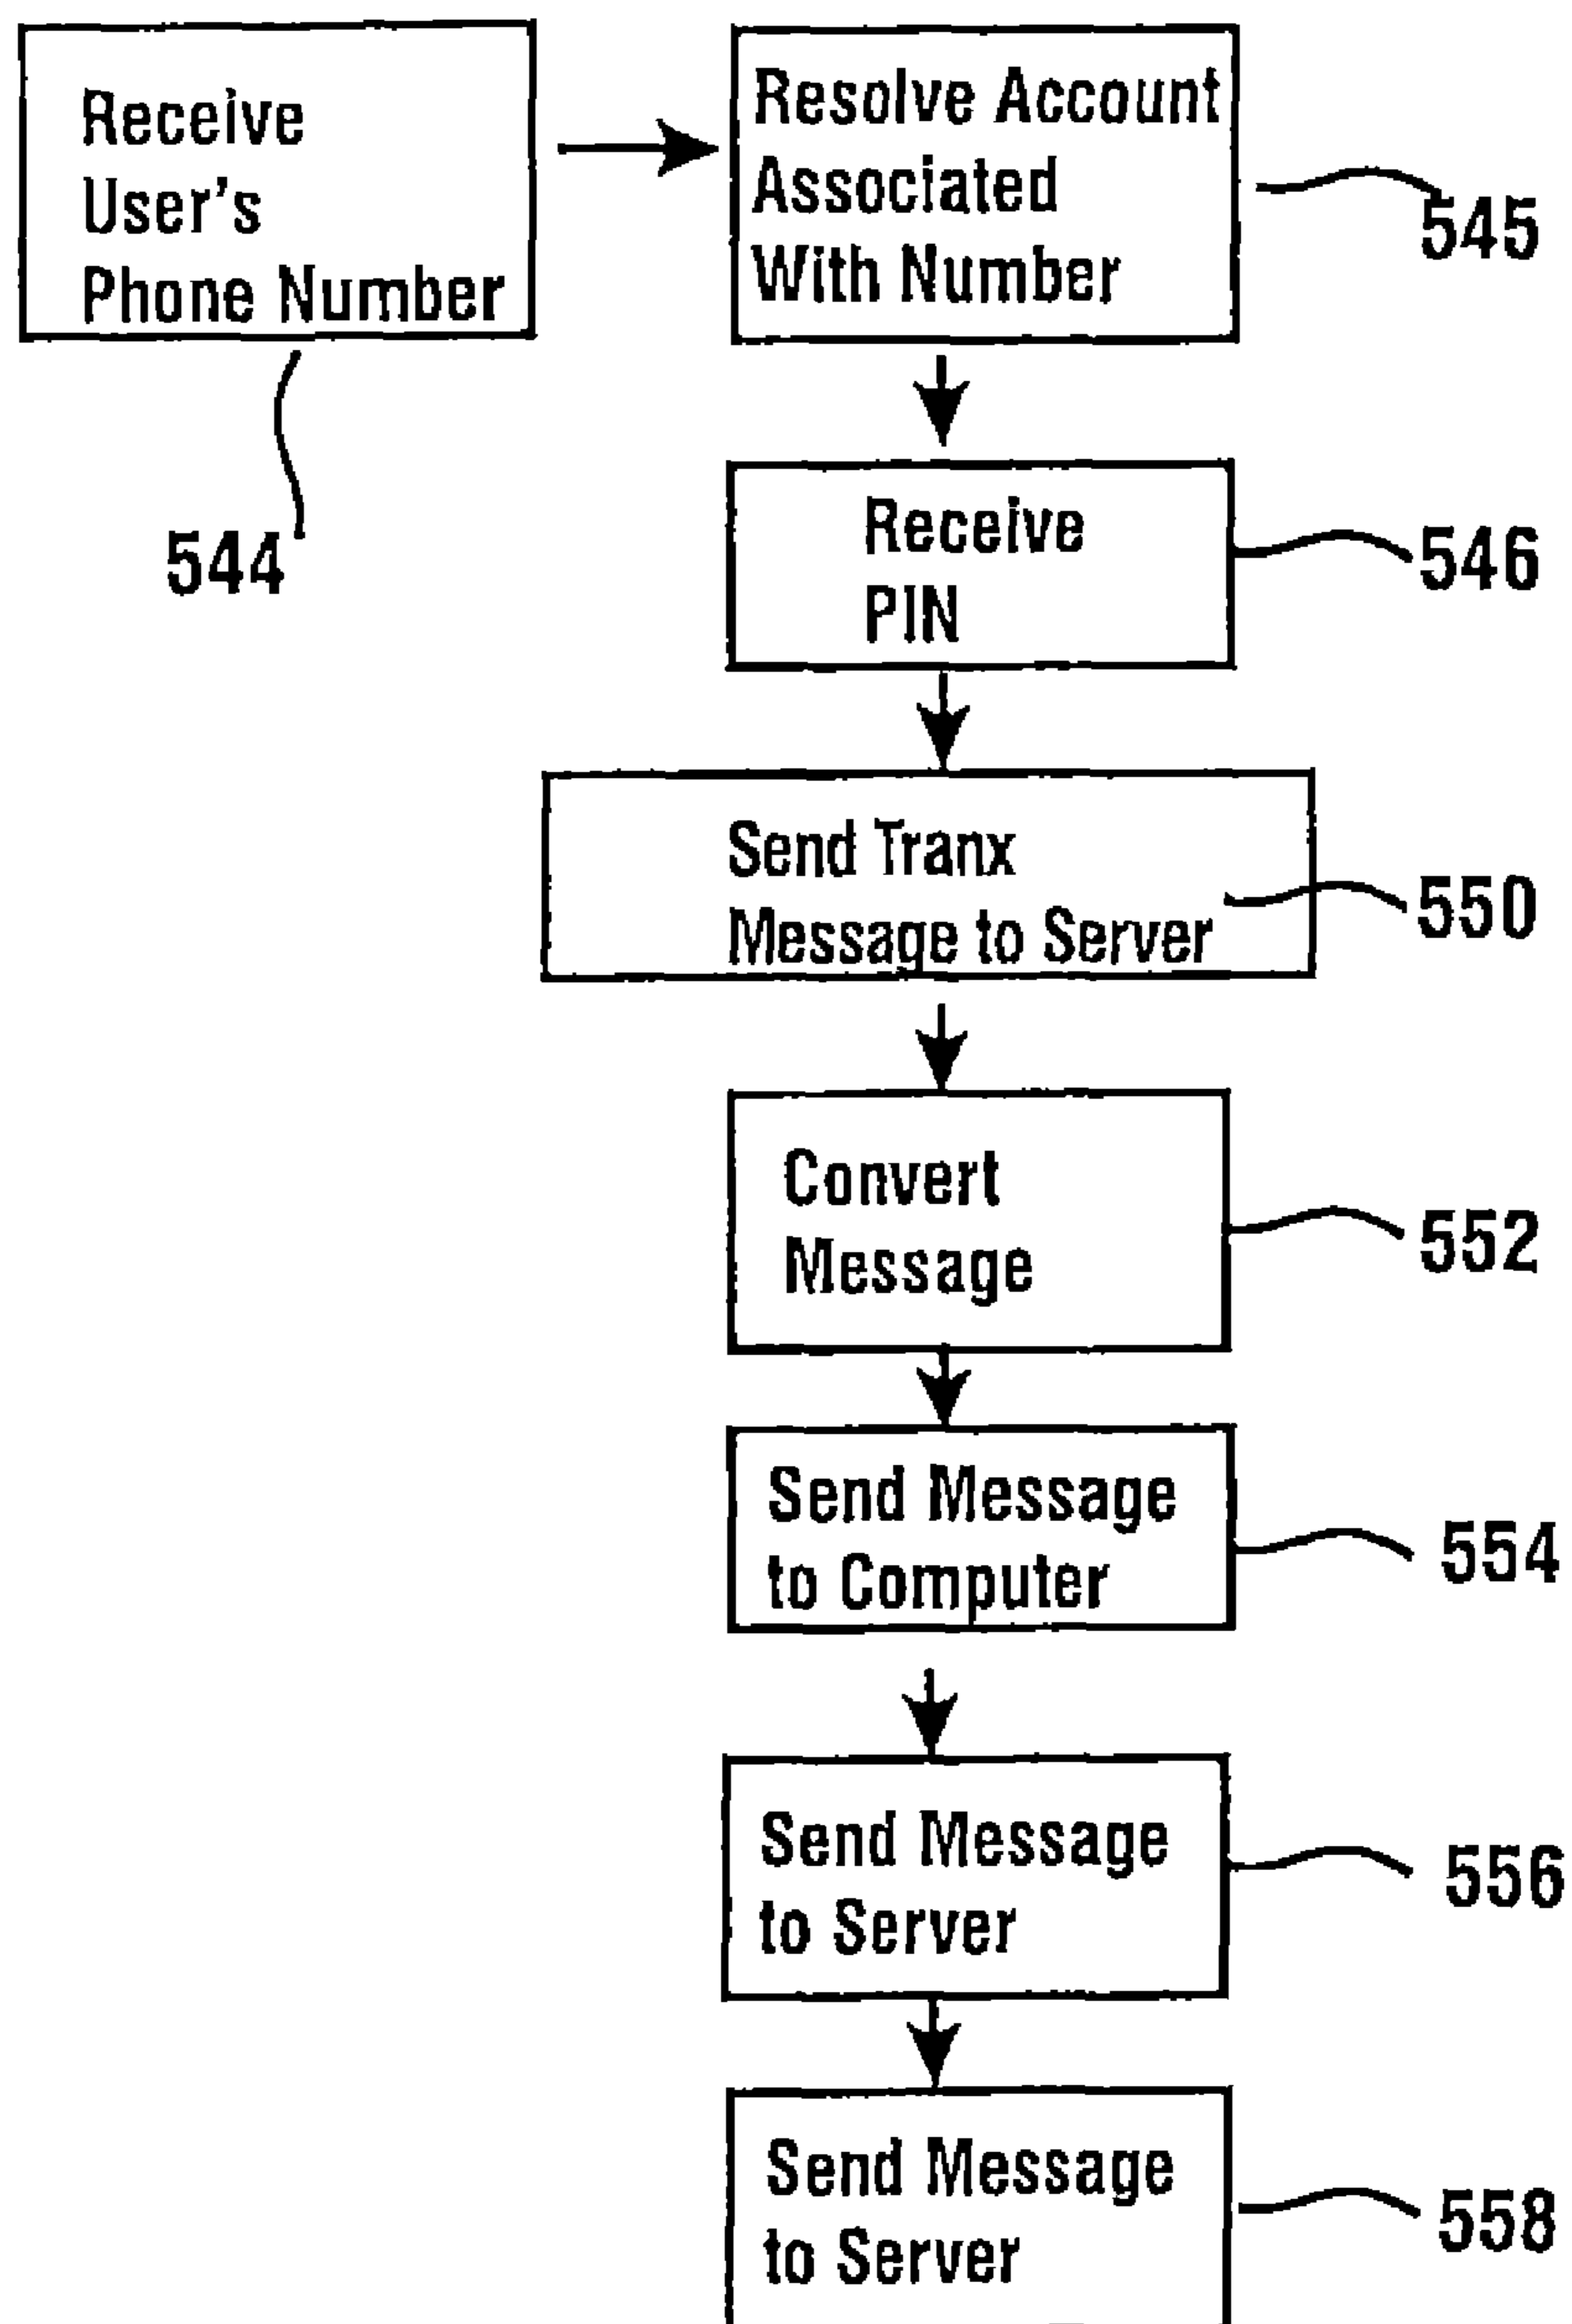 Receive
User's
Phone Number
544
Resolve Account
Associated
With Number
545
Receive
PIN
546
Send Tranx
Message to Server
550
Convert
Message
552
Send Message
to Computer
554
Send Message
to Server
556
Send Message
to Server
558